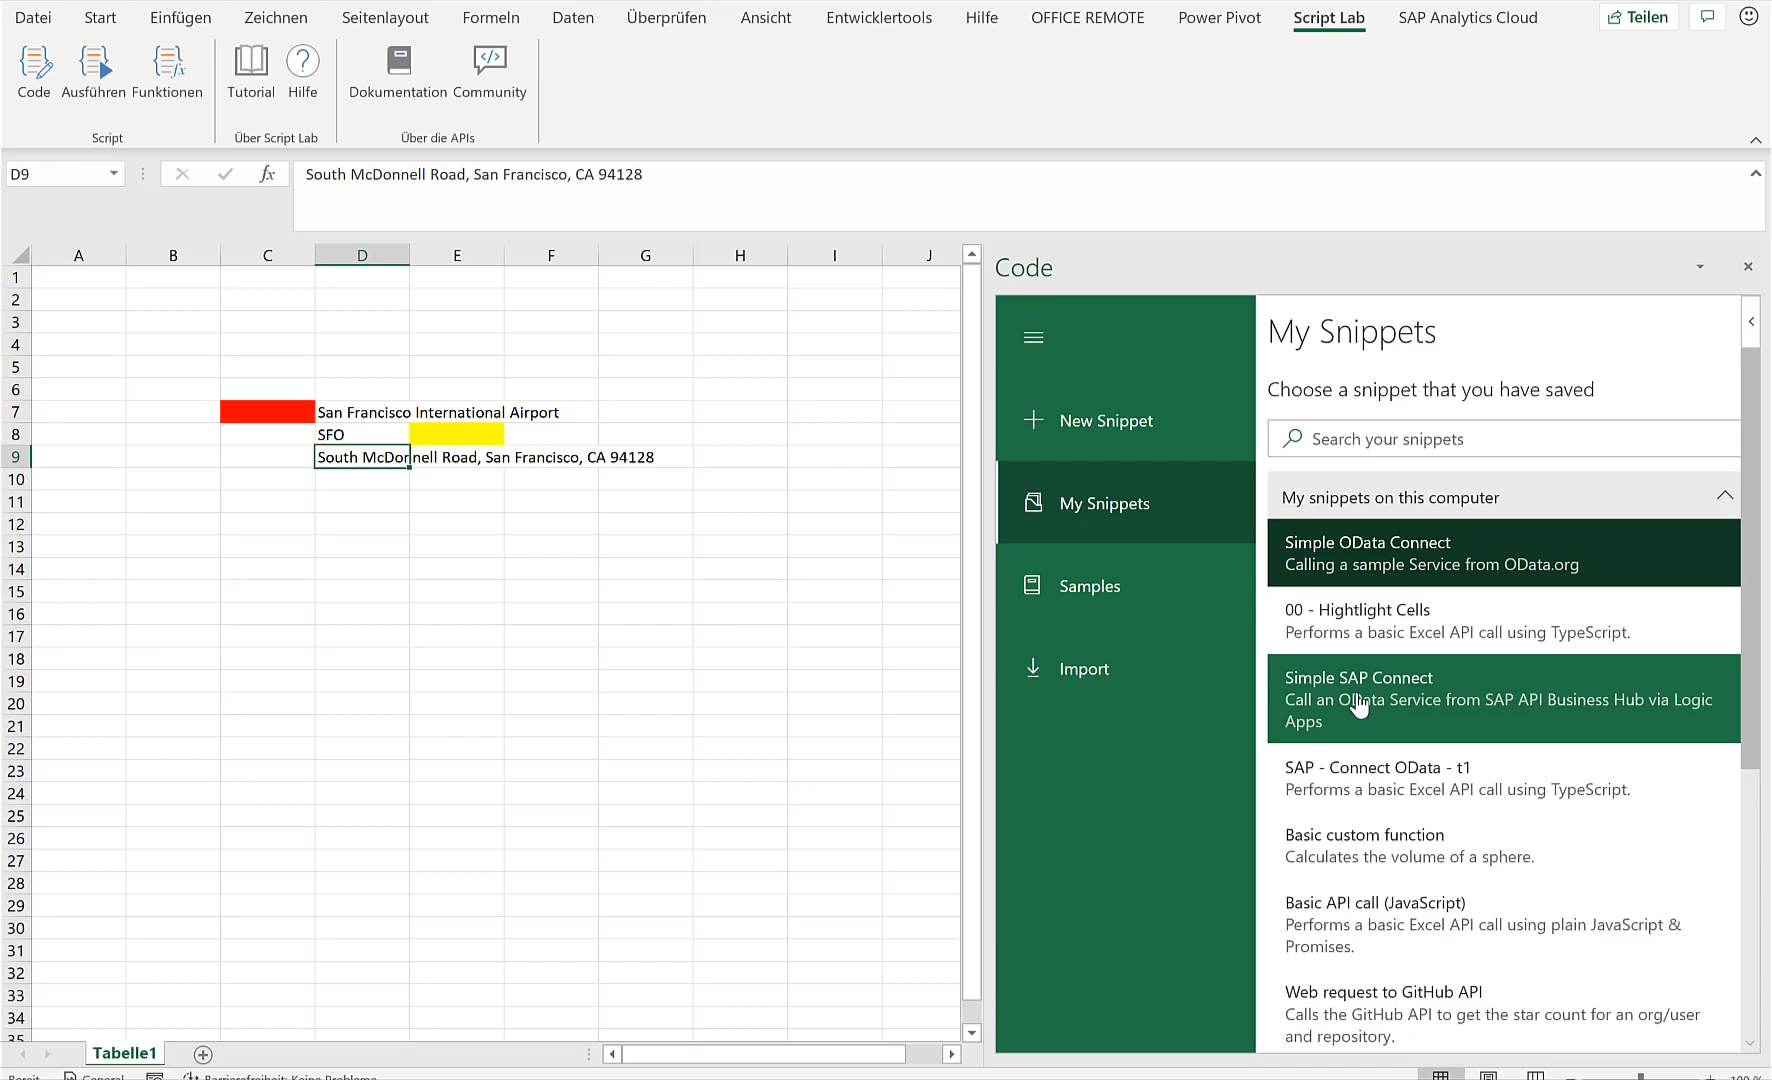 Datei Start Einfügen Zeichnen Seitenlayout Formeln Daten Überprüfen Ansicht Entwicklertools Hilfe OFFICE REMOTE Power Pivot Script Lab SAP Analytics Cloud Teilen
Code Ausführen Funktionen Tutorial Hilfe Dokumentation Community
Script Über Script Lab Über die APIs
D9 fx South McDonnell Road, San Francisco, CA 94128
A B C D E F G H I J
1
2
3
4
5
6
7 San Francisco International Airport
8 SFO
9 South McDonnell Road, San Francisco, CA 94128
10
11
12
13
14
15
16
17
18
19
20
21
22
23
24
25
26
27
28
29
30
31
32
33
34
35
Tabelle1
Bereit General Barrierefreiheit: Keine Probleme 100 %
Code
New Snippet
My Snippets
Samples
Import
My Snippets
Choose a snippet that you have saved
Search your snippets
My snippets on this computer
Simple OData Connect
Calling a sample Service from OData.org
00 - Hightlight Cells
Performs a basic Excel API call using TypeScript.
Simple SAP Connect
Call an OData Service from SAP API Business Hub via Logic
Apps
SAP - Connect OData - t1
Performs a basic Excel API call using TypeScript.
Basic custom function
Calculates the volume of a sphere.
Basic API call (JavaScript)
Performs a basic Excel API call using plain JavaScript &
Promises.
Web request to GitHub API
Calls the GitHub API to get the star count for an org/user
and repository.